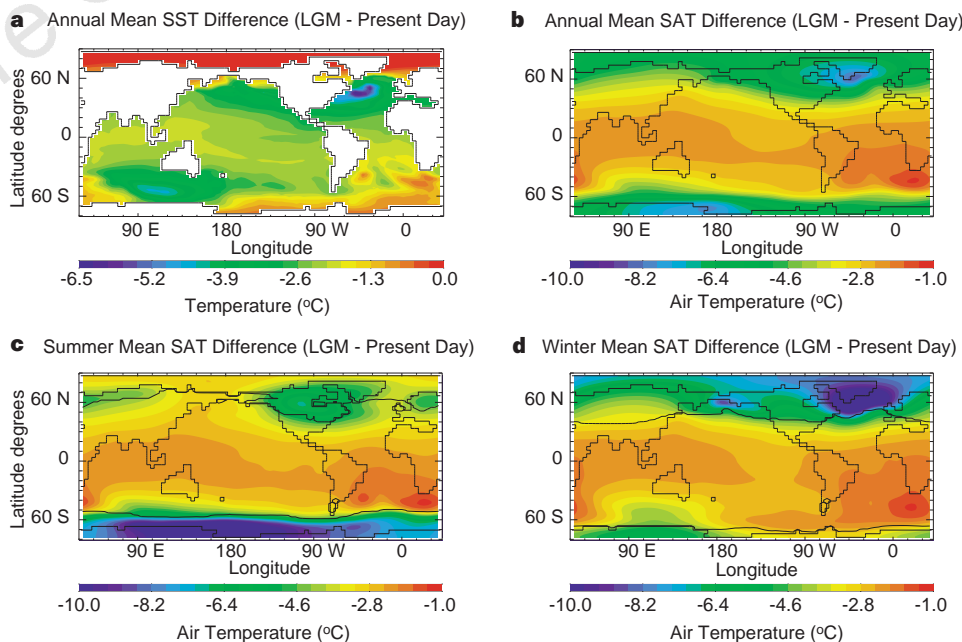 a Annual Mean SST Difference (LGM - Present Day)
60 N
0
60 S
Latitude degrees
90 E 180 90 W 0
Longitude
-6.5 -5.2 -3.9 -2.6 -1.3 0.0
Temperature (°C)
b Annual Mean SAT Difference (LGM - Present Day)
60 N
0
60 S
90 E 180 90 W 0
Longitude
-10.0 -8.2 -6.4 -4.6 -2.8 -1.0
Air Temperature (°C)
c Summer Mean SAT Difference (LGM - Present Day)
60 N
0
60 S
Latitude degrees
90 E 180 90 W 0
Longitude
-10.0 -8.2 -6.4 -4.6 -2.8 -1.0
Air Temperature (°C)
d Winter Mean SAT Difference (LGM - Present Day)
60 N
0
60 S
90 E 180 90 W 0
Longitude
-10.0 -8.2 -6.4 -4.6 -2.8 -1.0
Air Temperature (°C)